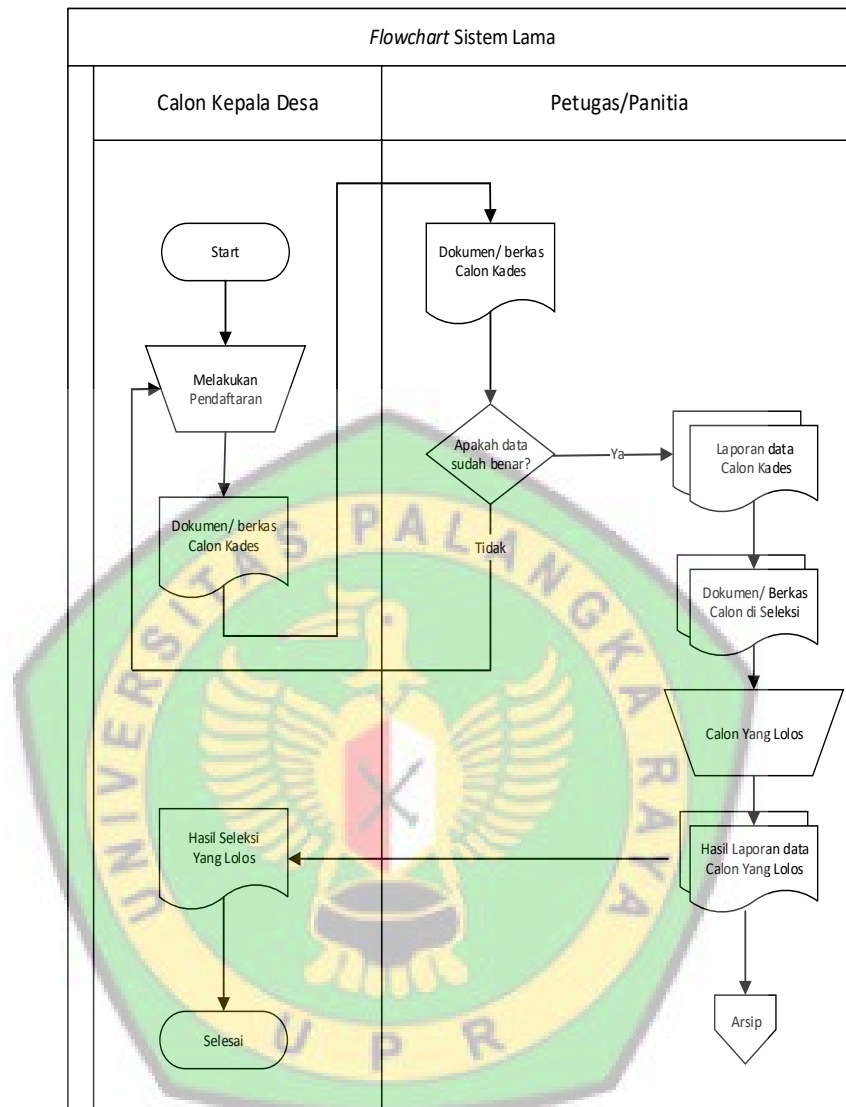 Flowchart Sistem Lama
Calon Kepala Desa
Petugas/Panitia
Start
Melakukan
Pendaftaran
Dokumen/ berkas
Calon Kades
Dokumen/ berkas
Calon Kades
Apakah data
sudah benar?
Ya
Tidak
Laporan data
Calon Kades
Dokumen/ Berkas
Calon di Seleksi
Calon Yang Lolos
Hasil Laporan data
Calon Yang Lolos
Hasil Seleksi
Yang Lolos
Selesai
Arsip
UNIVERSITAS PALANGKA RAYA
UPR